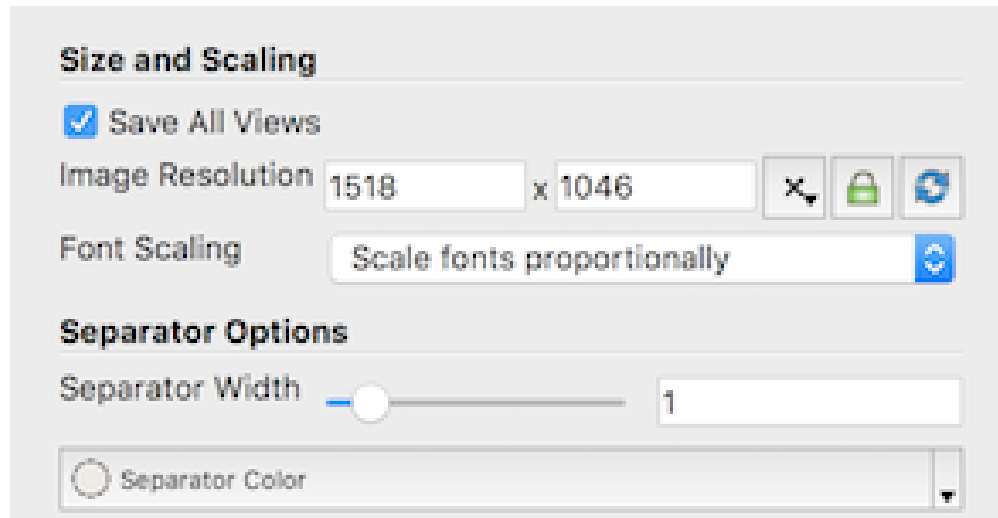 Size and Scaling
Save All Views
Image Resolution 1518 x 1046 x
Font Scaling Scale fonts proportionally
Separator Options
Separator Width 1
Separator Color